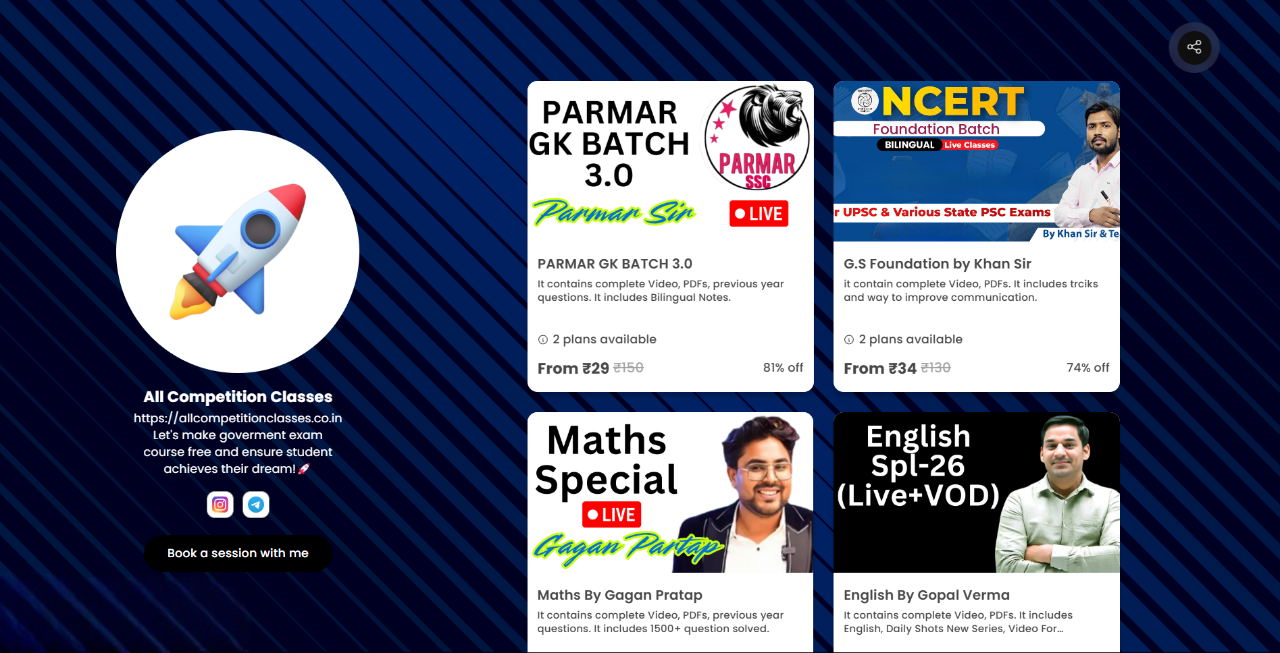 All Competition Classes
https://allcompetitionclasses.co.in
Let's make goverment exam
course free and ensure student
achieves their dream!🚀
Book a session with me
PARMAR
GK BATCH
3.0
PARMAR
SSC
Parmar Sir
LIVE
PARMAR GK BATCH 3.0
It contains complete Video, PDFs, previous year
questions. It includes Bilingual Notes.
2 plans available
From ₹29 ₹150
81% off
NCERT
Foundation Batch
BILINGUAL Live Classes
r UPSC & Various State PSC Exams
By Khan Sir & Te
G.S Foundation by Khan Sir
it contain complete Video, PDFs. It includes trciks
and way to improve communication.
2 plans available
From ₹34 ₹130
74% off
Maths
Special
LIVE
Gagan Partap
Maths By Gagan Pratap
It contains complete Video, PDFs, previous year
questions. It includes 1500+ question solved.
English
Spl-26
(Live+VOD)
English By Gopal Verma
It contains complete Video, PDFs. It includes
English, Daily Shots New Series, Video For...